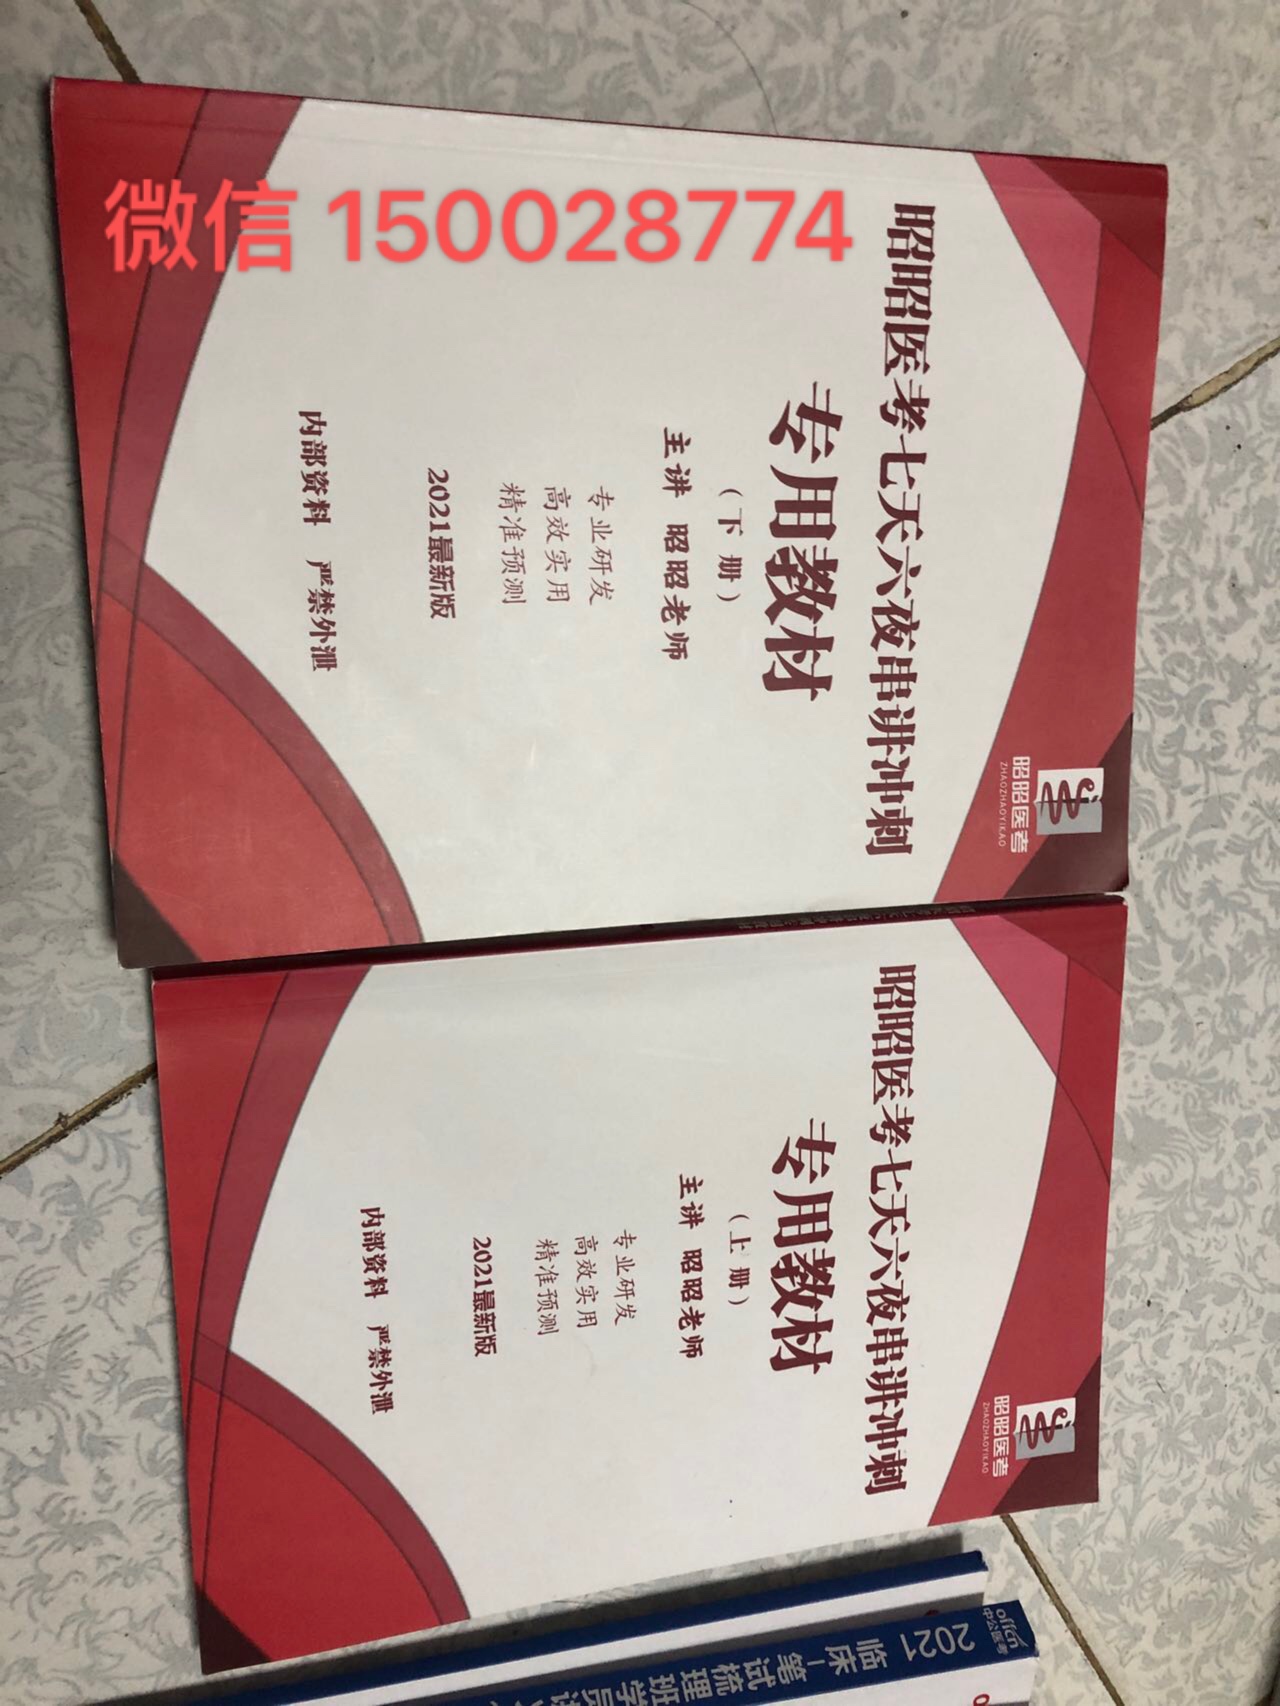 微信 150028774
昭昭医考
ZHAOZHAOYIKAO
昭昭医考七天六夜串讲冲刺
专用教材
（下册）
主讲 昭昭老师
专业研发
高效实用
精准预测
2021最新版
内部资料 严禁外泄
昭昭医考
ZHAOZHAOYIKAO
昭昭医考七天六夜串讲冲刺
专用教材
（上册）
主讲 昭昭老师
专业研发
高效实用
精准预测
2021最新版
内部资料 严禁外泄
offcn
中公医考
2021 临床
笔试梳理
班学员